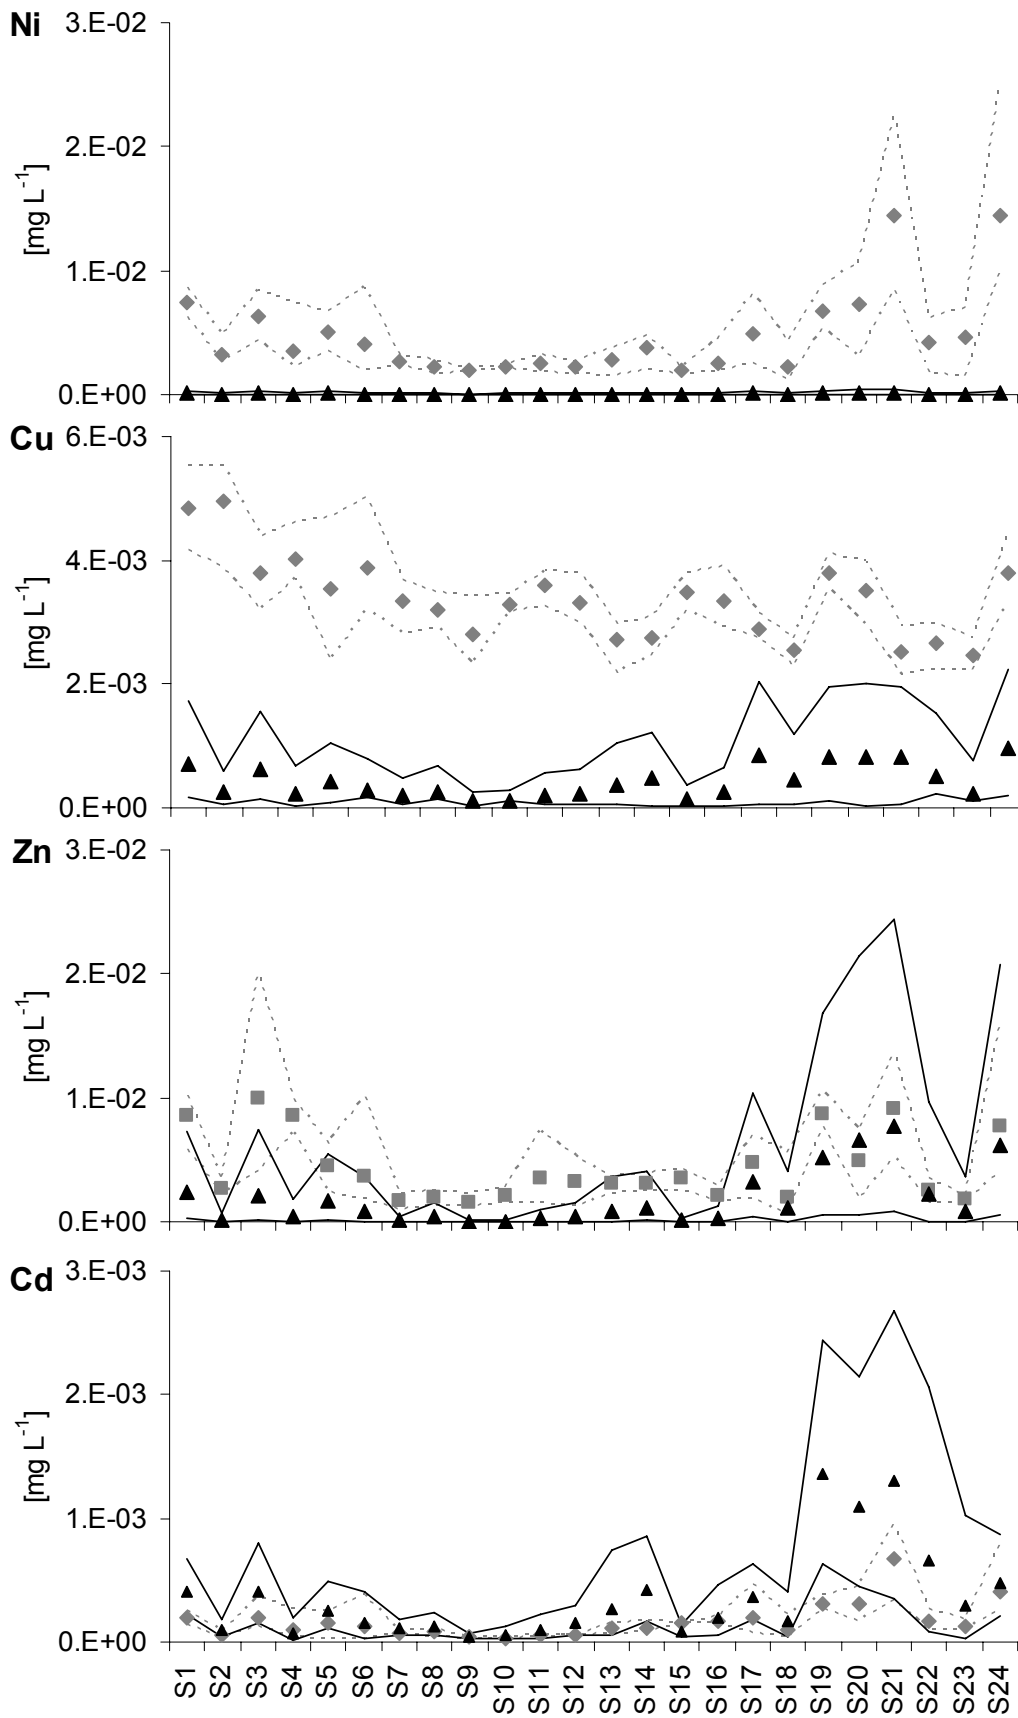 Ni
3.E-02
2.E-02
1.E-02
0.E+00
[mg L-1]
Cu
6.E-03
4.E-03
2.E-03
0.E+00
[mg L-1]
Zn
3.E-02
2.E-02
1.E-02
0.E+00
[mg L-1]
Cd
3.E-03
2.E-03
1.E-03
0.E+00
[mg L-1]
S1
S2
S3
S4
S5
S6
S7
S8
S9
S10
S11
S12
S13
S14
S15
S16
S17
S18
S19
S20
S21
S22
S23
S24